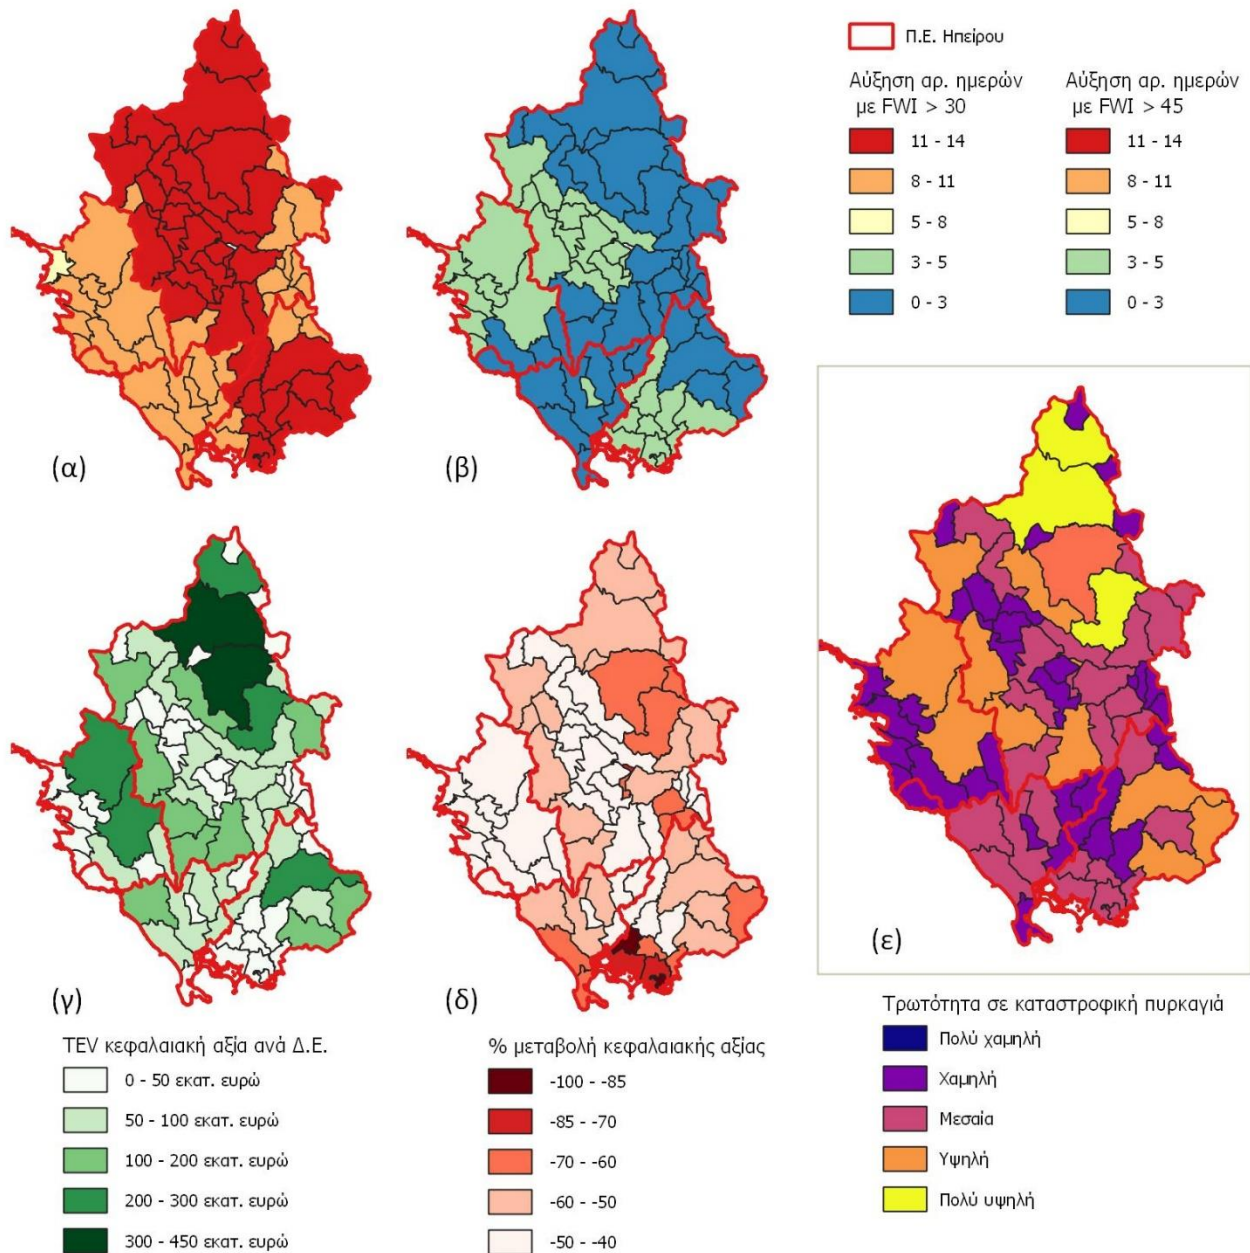 Π.Ε. Ηπείρου
Αύξηση αρ. ημερών
με FWI > 30
11 - 14
8 - 11
5 - 8
3 - 5
0 - 3
Αύξηση αρ. ημερών
με FWI > 45
11 - 14
8 - 11
5 - 8
3 - 5
0 - 3
(α)
(β)
(γ)
(δ)
(ε)
TEV κεφαλαιακή αξία ανά Δ.Ε.
0 - 50 εκατ. ευρώ
50 - 100 εκατ. ευρώ
100 - 200 εκατ. ευρώ
200 - 300 εκατ. ευρώ
300 - 450 εκατ. ευρώ
% μεταβολή κεφαλαιακής αξίας
-100 - -85
-85 - -70
-70 - -60
-60 - -50
-50 - -40
Τρωτότητα σε καταστροφική πυρκαγιά
Πολύ χαμηλή
Χαμηλή
Μεσαία
Υψηλή
Πολύ υψηλή